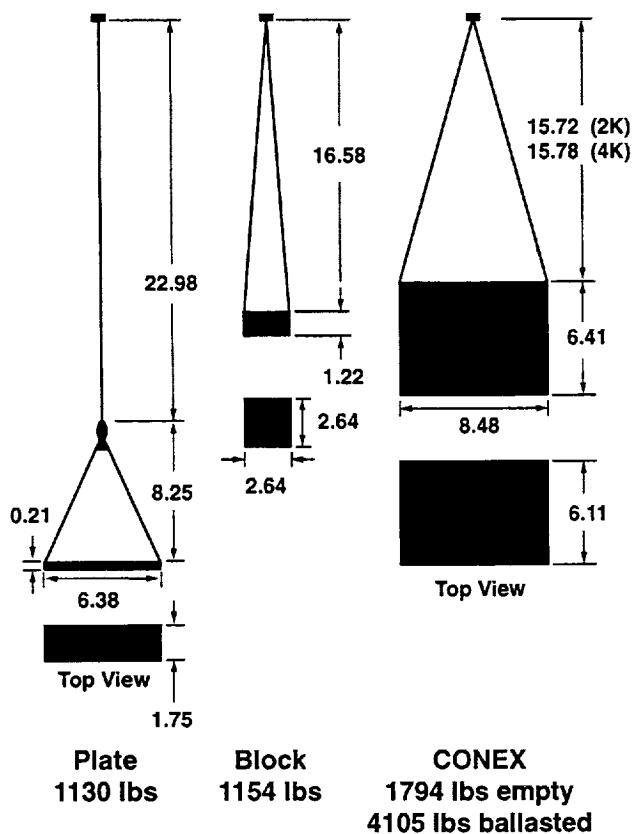 22.98
8.25
0.21
6.38
Top View
1.75
Plate
1130 lbs
16.58
1.22
2.64
2.64
Block
1154 lbs
15.72 (2K)
15.78 (4K)
6.41
8.48
6.11
Top View
CONEX
1794 lbs empty
4105 lbs ballasted